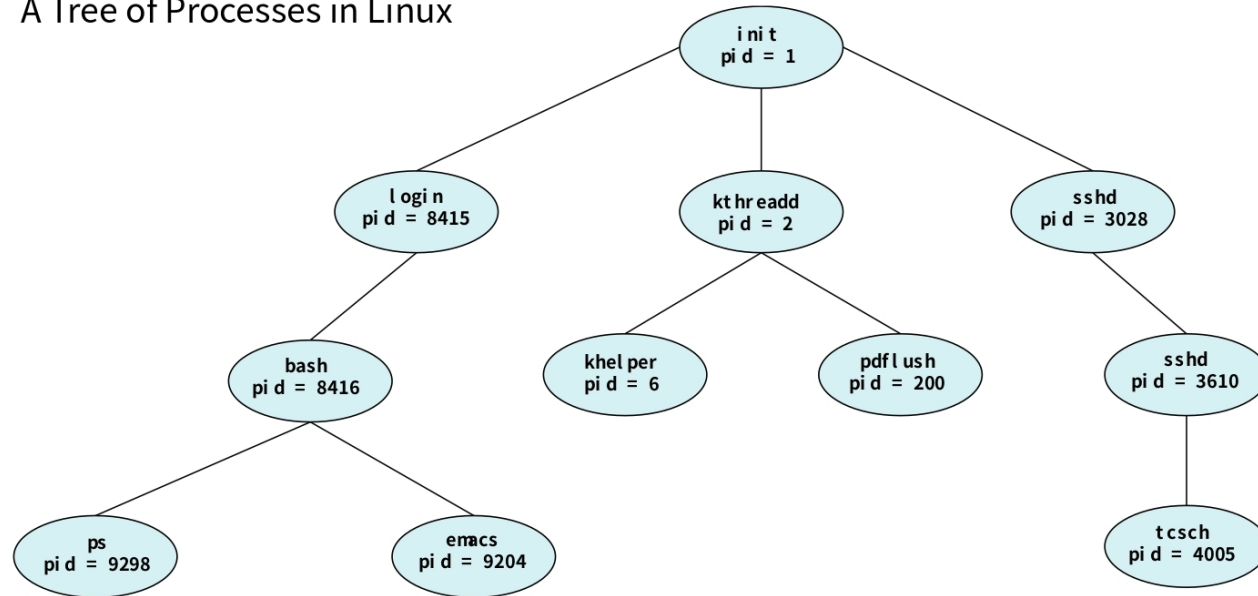 A Tree of Processes in Linux
init
pid = 1
login
pid = 8415
kthreadd
pid = 2
sshd
pid = 3028
bash
pid = 8416
khelper
pid = 6
pdflush
pid = 200
sshd
pid = 3610
ps
pid = 9298
emacs
pid = 9204
tcsch
pid = 4005